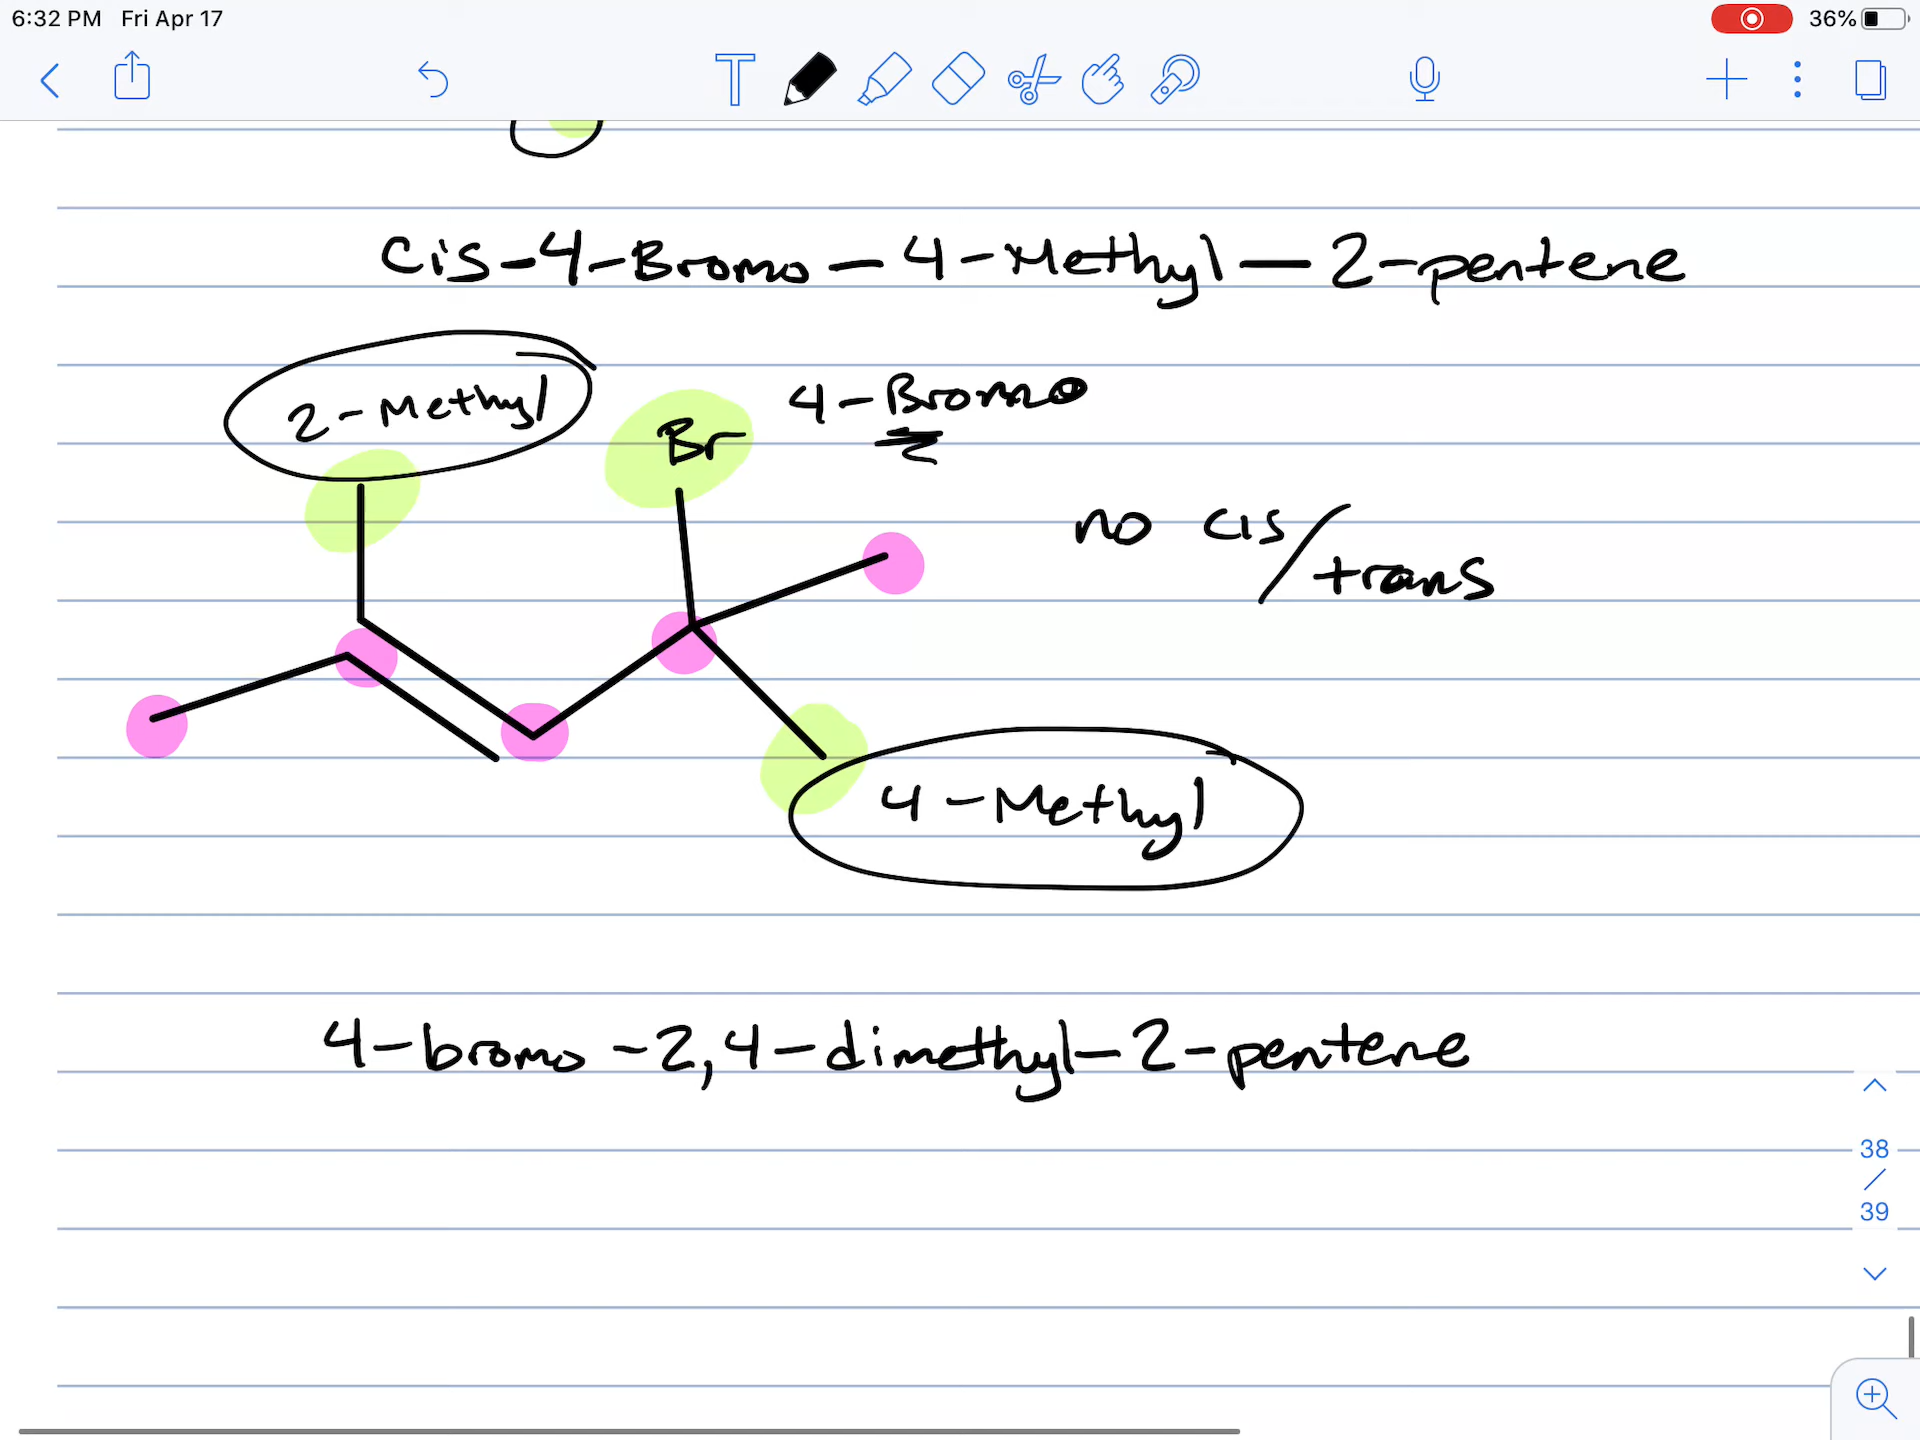 6:32 PM Fri Apr 17
36%
T
Cis-4-Bromo-4-Methyl-2-pentene
2-Methyl
Br
4-Bromo
no cis/trans
4-Methyl
4-bromo-2,4-dimethyl-2-pentene
38
/
39